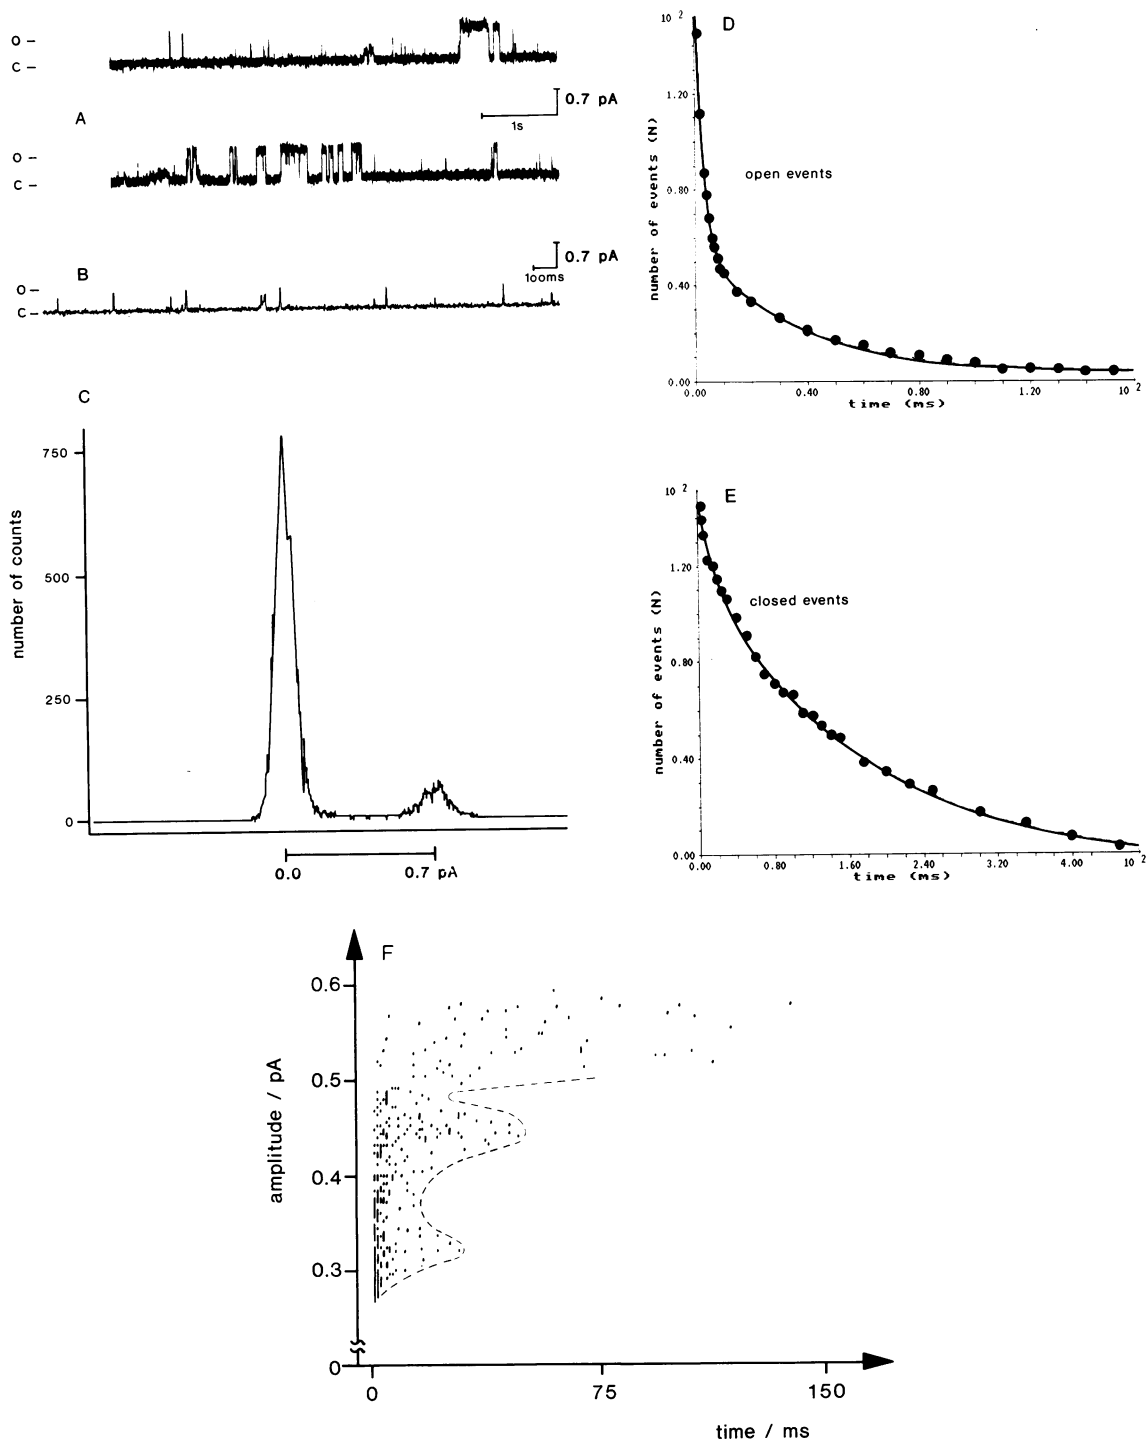 O –
C –
0.7 pA
1s
A
O –
C –
0.7 pA
100ms
B
O –
C –
C
number of counts
750
500
250
0
0.0
0.7 pA
D
10 2
1.20
0.80
0.40
0.00
number of events (N)
open events
0.00
0.40
0.80
1.20
10 2
time (ms)
E
10 2
1.20
0.80
0.40
0.00
number of events (N)
closed events
0.00
0.80
1.60
2.40
3.20
4.00
10 2
time (ms)
F
amplitude / pA
0.6
0.5
0.4
0.3
0
0
75
150
time / ms